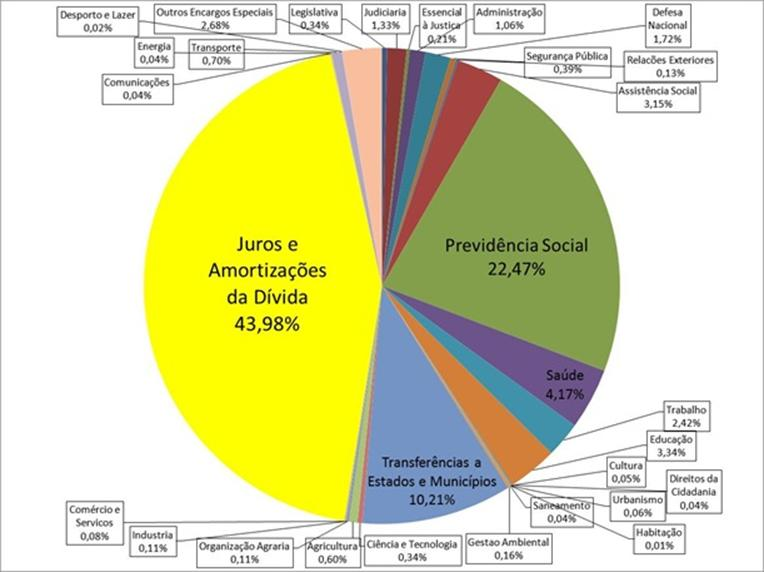 Desporto e Lazer
0,02%
Outros Encargos Especiais
2,68%
Legislativa
0,34%
Judiciaria
1,33%
Essencial
à Justiça
0,21%
Administração
1,06%
Defesa
Nacional
1,72%
Energia
0,04%
Transporte
0,70%
Segurança Pública
0,39%
Relacões Exteriores
0,13%
Comunicações
0,04%
Assistência Social
3,15%
Juros e
Amortizações
da Dívida
43,98%
Previdência Social
22,47%
Saúde
4,17%
Trabalho
2,42%
Educação
3,34%
Cultura
0,05%
Direitos da
Cidadania
0,04%
Transferências a
Estados e Municípios
10,21%
Saneamento
0,04%
Urbanismo
0,06%
Habitação
0,01%
Comércio e
Servicos
0,08%
Industria
0,11%
Organização Agraria
0,11%
Agricultura
0,60%
Ciência e Tecnologia
0,34%
Gestao Ambiental
0,16%